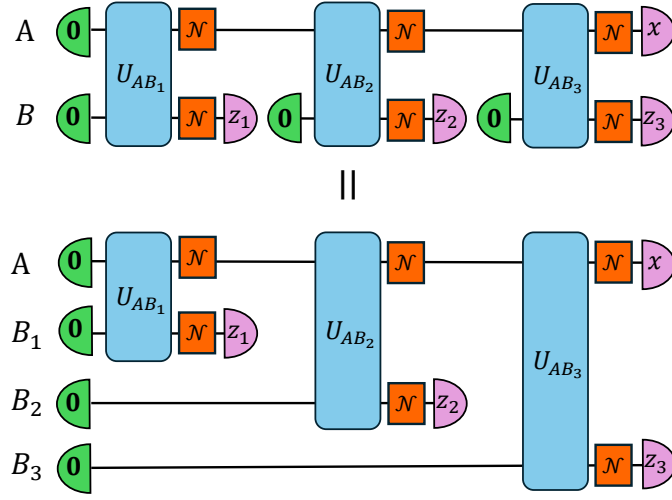 A 0 U_{AB_1} 𝒩 U_{AB_2} 𝒩 U_{AB_3} 𝒩 x
B 0 𝒩 z_1 0 𝒩 z_2 0 𝒩 z_3
=
A 0 U_{AB_1} 𝒩 U_{AB_2} 𝒩 U_{AB_3} 𝒩 x
B_1 0 𝒩 z_1
B_2 0 𝒩 z_2
B_3 0 𝒩 z_3